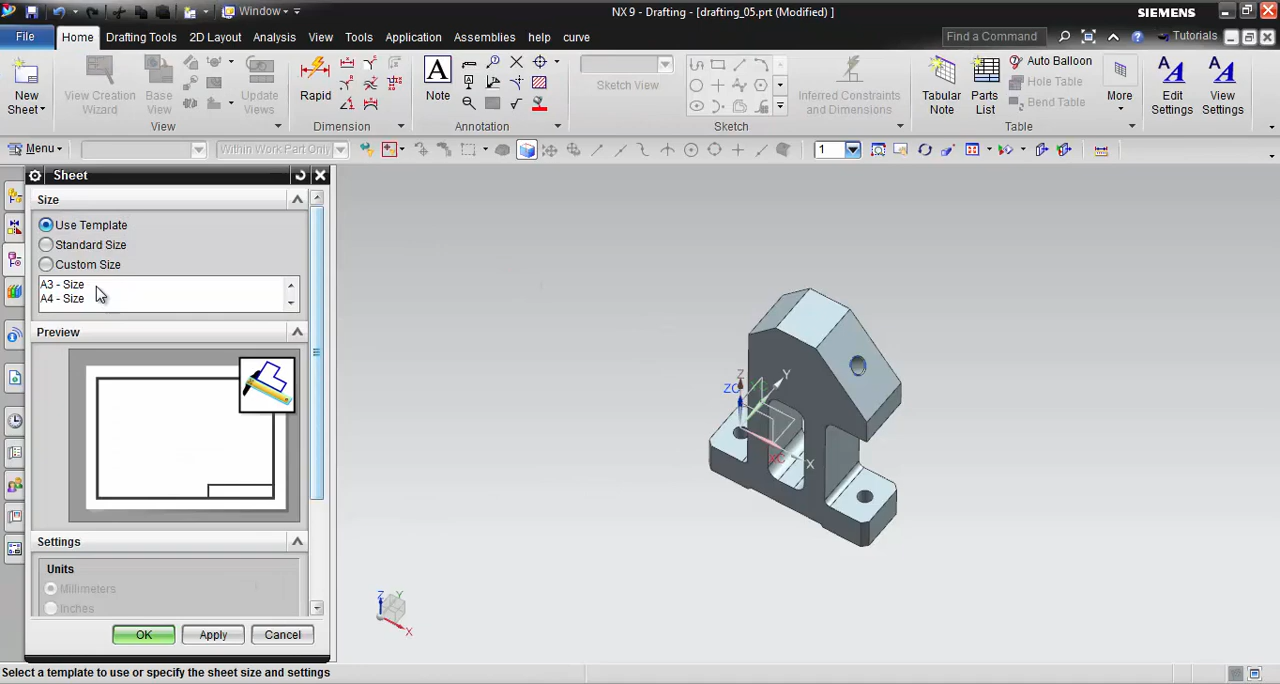 NX 9 - Drafting - [drafting_05.prt (Modified) ]
SIEMENS
Window
File
Home
Drafting Tools
2D Layout
Analysis
View
Tools
Application
Assemblies
help
curve
Find a Command
Tutorials
New
Sheet
View Creation
Wizard
Base
View
Update
Views
View
Rapid
Dimension
Note
Annotation
Sketch View
Inferred Constraints
and Dimensions
Sketch
Tabular
Note
Parts
List
Auto Balloon
Hole Table
Bend Table
Table
More
Edit
Settings
View
Settings
Menu
Within Work Part Only
1
Sheet
Size
Use Template
Standard Size
Custom Size
A3 - Size
A4 - Size
Preview
Settings
Units
Millimeters
Inches
OK
Apply
Cancel
Z
Y
ZC
X
XC
Z
Y
X
Select a template to use or specify the sheet size and settings